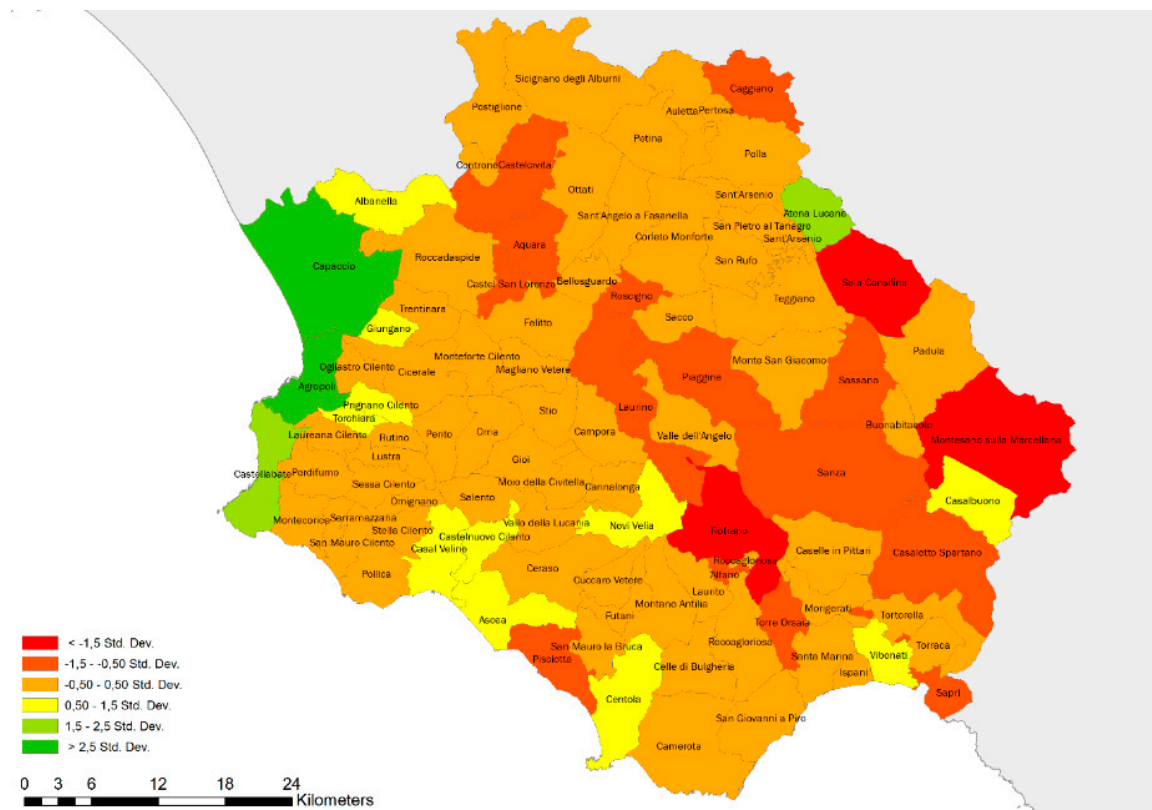 Sicignano degli Alburni
Caggiano
Postiglione
Auletta
Pertosa
Petina
Polla
Controne
Castelcivita
Ottati
Sant'Arsenio
Albanella
Atena Lucano
Sant'Angelo a Fasanella
San Pietro al Tanagro
Corleto Monforte
Sant'Arsenio
Aquara
Roccadaspide
San Rufo
Capaccio
Bellosguardo
Sala Consilina
Castel San Lorenzo
Roscigno
Teggiano
Trentinara
Sacco
Felitto
Giungano
Padula
Monteforte Cilento
Monte San Giacomo
Ogliastro Cilento
Cicerale
Magliano Vetere
Piaggine
Sassano
Agropoli
Prignano Cilento
Laurino
Stio
Torchiara
Buonabitacolo
Orria
Campora
Laureana Cilento
Rutino
Perito
Valle dell'Angelo
Montesano sulla Marcellana
Lustra
Gioi
Castellabate
Perdifumo
Sanza
Moio della Civitella
Sessa Cilento
Cannalonga
Salento
Casalbuono
Omignano
Montecorice
Serramezzana
Vallo della Lucania
Novi Velia
Rofrano
Stella Cilento
Castelnuovo Cilento
San Mauro Cilento
Casal Velino
Caselle in Pittari
Casaletto Spartano
Roccagloriosa
Ceraso
Pollica
Alfano
Cuccaro Vetere
Laurito
Montano Antilia
Morigerati
Futani
Tortorella
Ascea
Torre Orsaia
Roccagloriosa
San Mauro la Bruca
Torraca
Santa Marina
Vibonati
Pisciotta
Celle di Bulgheria
Ispani
Sapri
Centola
San Giovanni a Piro
Camerota
< -1,5 Std. Dev.
-1,5 - -0,50 Std. Dev.
-0,50 - 0,50 Std. Dev.
0,50 - 1,5 Std. Dev.
1,5 - 2,5 Std. Dev.
> 2,5 Std. Dev.
0 3 6 12 18 24
Kilometers